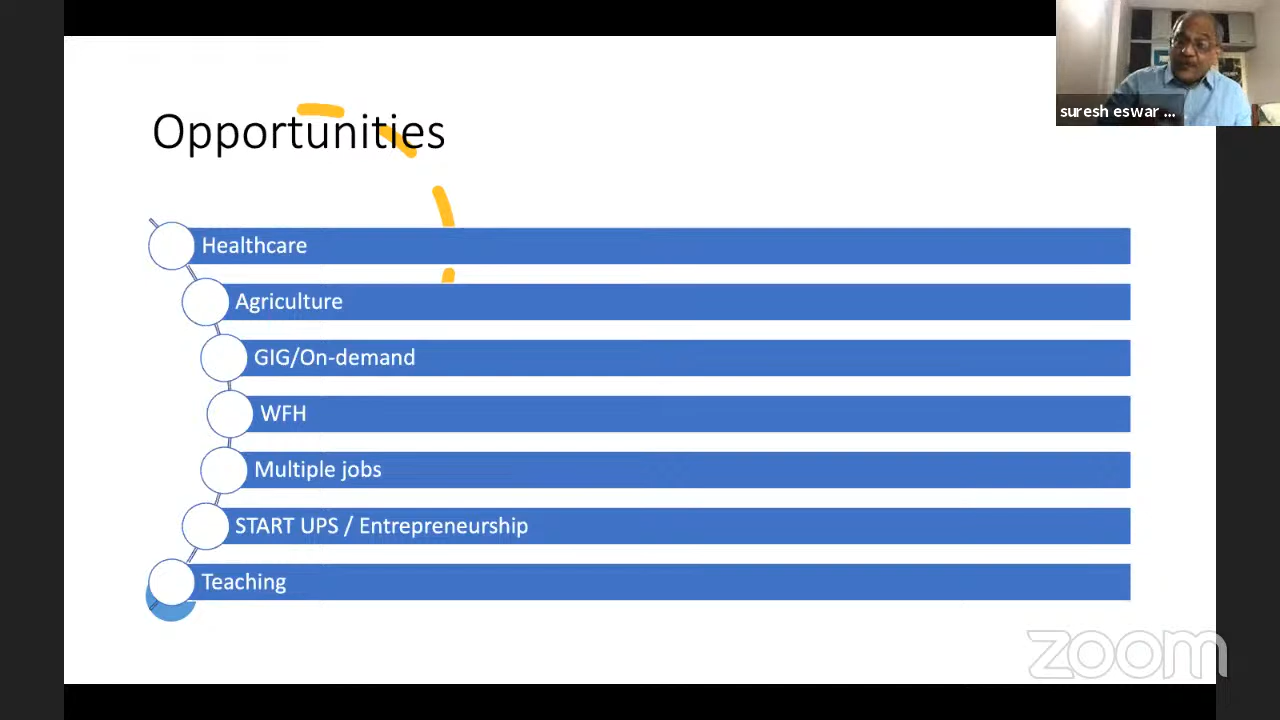 suresh eswar ...
Opportunities
Healthcare
Agriculture
GIG/On-demand
WFH
Multiple jobs
START UPS / Entrepreneurship
Teaching
zoom